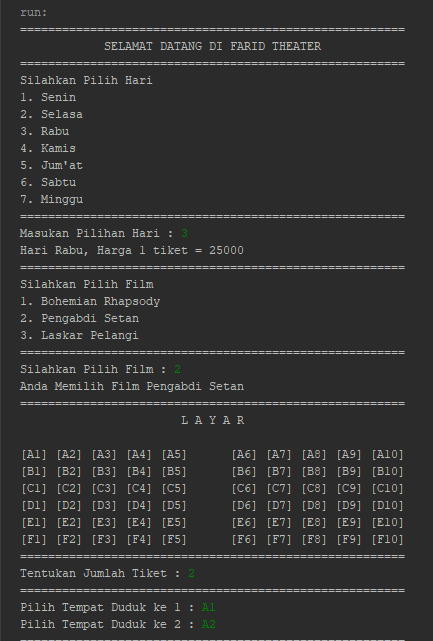 run:
=======================================================
SELAMAT DATANG DI FARID THEATER
=======================================================
Silahkan Pilih Hari
1. Senin
2. Selasa
3. Rabu
4. Kamis
5. Jum'at
6. Sabtu
7. Minggu
=======================================================
Masukan Pilihan Hari : 3
Hari Rabu, Harga 1 tiket = 25000
=======================================================
Silahkan Pilih Film
1. Bohemian Rhapsody
2. Pengabdi Setan
3. Laskar Pelangi
=======================================================
Silahkan Pilih Film : 2
Anda Memilih Film Pengabdi Setan
=======================================================
L A Y A R
[A1] [A2] [A3] [A4] [A5] [A6] [A7] [A8] [A9] [A10]
[B1] [B2] [B3] [B4] [B5] [B6] [B7] [B8] [B9] [B10]
[C1] [C2] [C3] [C4] [C5] [C6] [C7] [C8] [C9] [C10]
[D1] [D2] [D3] [D4] [D5] [D6] [D7] [D8] [D9] [D10]
[E1] [E2] [E3] [E4] [E5] [E6] [E7] [E8] [E9] [E10]
[F1] [F2] [F3] [F4] [F5] [F6] [F7] [F8] [F9] [F10]
=======================================================
Tentukan Jumlah Tiket : 2
=======================================================
Pilih Tempat Duduk ke 1 : A1
Pilih Tempat Duduk ke 2 : A2